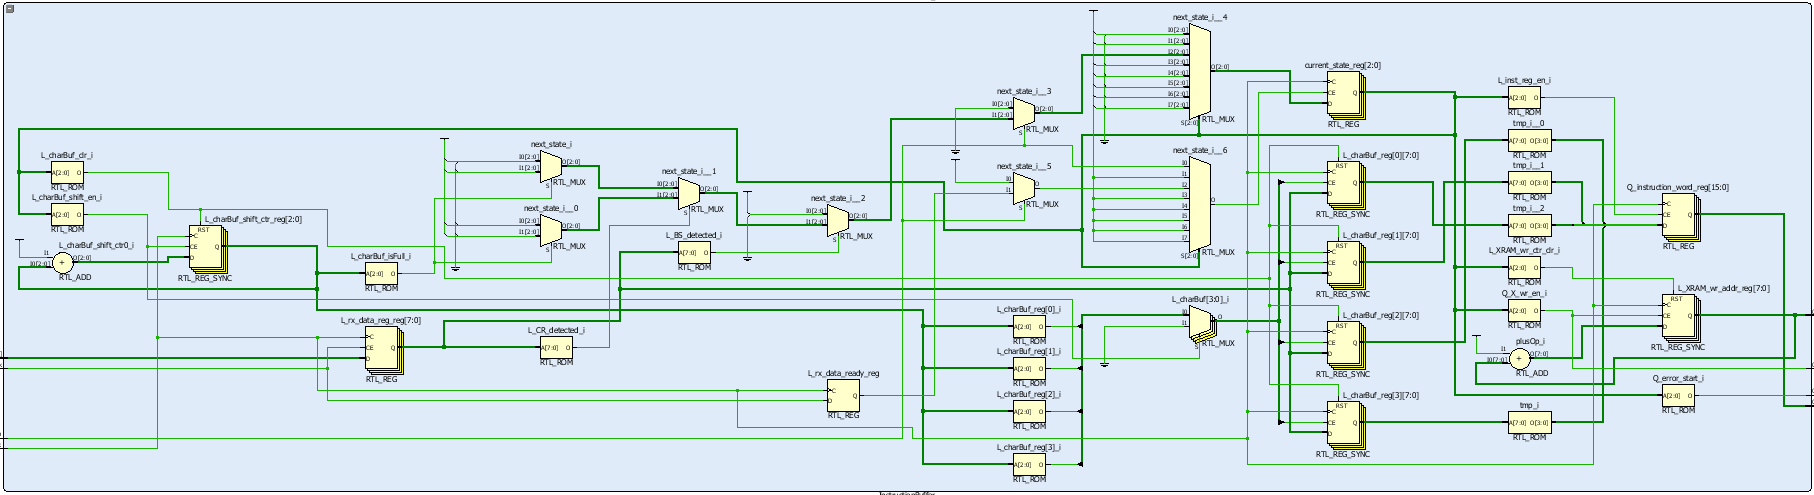 L_charBuf_clr_i
A[2:0] O
RTL_ROM
L_charBuf_shift_en_i
A[2:0] O
RTL_ROM
L_charBuf_shift_ctr0_i
I1
I0[2:0]
+
O[2:0]
RTL_ADD
L_charBuf_shift_ctr_reg[2:0]
RST
C
CE
D
Q
RTL_REG_SYNC
L_charBuf_isFull_i
A[2:0] O
RTL_ROM
L_rx_data_reg_reg[7:0]
C
CE
D
Q
RTL_REG
next_state_i
I0[2:0]
I1[2:0]
O[2:0]
S
RTL_MUX
next_state_i__0
I0[2:0]
I1[2:0]
O[2:0]
S
RTL_MUX
L_CR_detected_i
A[7:0] O
RTL_ROM
next_state_i__1
I0[2:0]
I1[2:0]
O[2:0]
S
RTL_MUX
L_BS_detected_i
A[7:0] O
RTL_ROM
next_state_i__2
I0[2:0]
I1[2:0]
O[2:0]
S
RTL_MUX
L_rx_data_ready_reg
C
D
Q
RTL_REG
next_state_i__3
I0[2:0]
I1[2:0]
O[2:0]
S
RTL_MUX
next_state_i__5
I0
I1
O
S
RTL_MUX
L_charBuf_reg[0]_i
A[2:0] O
RTL_ROM
L_charBuf_reg[1]_i
A[2:0] O
RTL_ROM
L_charBuf_reg[2]_i
A[2:0] O
RTL_ROM
L_charBuf_reg[3]_i
A[2:0] O
RTL_ROM
next_state_i__4
I0[2:0]
I1[2:0]
I2[2:0]
I3[2:0]
I4[2:0]
I5[2:0]
I6[2:0]
I7[2:0]
O[2:0]
S[2:0]
RTL_MUX
next_state_i__6
I0
I1
I2
I3
I4
I5
I6
I7
O
S[2:0]
RTL_MUX
L_charBuf[3:0]_i
I0
I1
O
S
RTL_MUX
current_state_reg[2:0]
C
CE
D
Q
RTL_REG
L_charBuf_reg[0][7:0]
RST
C
CE
D
Q
RTL_REG_SYNC
L_charBuf_reg[1][7:0]
RST
C
CE
D
Q
RTL_REG_SYNC
L_charBuf_reg[2][7:0]
RST
C
CE
D
Q
RTL_REG_SYNC
L_charBuf_reg[3][7:0]
RST
C
CE
D
Q
RTL_REG_SYNC
L_inst_reg_en_i
A[2:0] O
RTL_ROM
tmp_i__0
A[7:0] O[3:0]
RTL_ROM
tmp_i__1
A[7:0] O[3:0]
RTL_ROM
tmp_i__2
A[7:0] O[3:0]
RTL_ROM
L_XRAM_wr_ctr_clr_i
A[2:0] O
RTL_ROM
Q_X_wr_en_i
A[2:0] O
RTL_ROM
plusOp_i
I1
I0[7:0]
+
O[7:0]
RTL_ADD
tmp_i
A[7:0] O[3:0]
RTL_ROM
Q_instruction_word_reg[15:0]
C
CE
D
Q
RTL_REG
L_XRAM_wr_addr_reg[7:0]
RST
C
CE
D
Q
RTL_REG_SYNC
Q_error_start_i
A[2:0] O
RTL_ROM